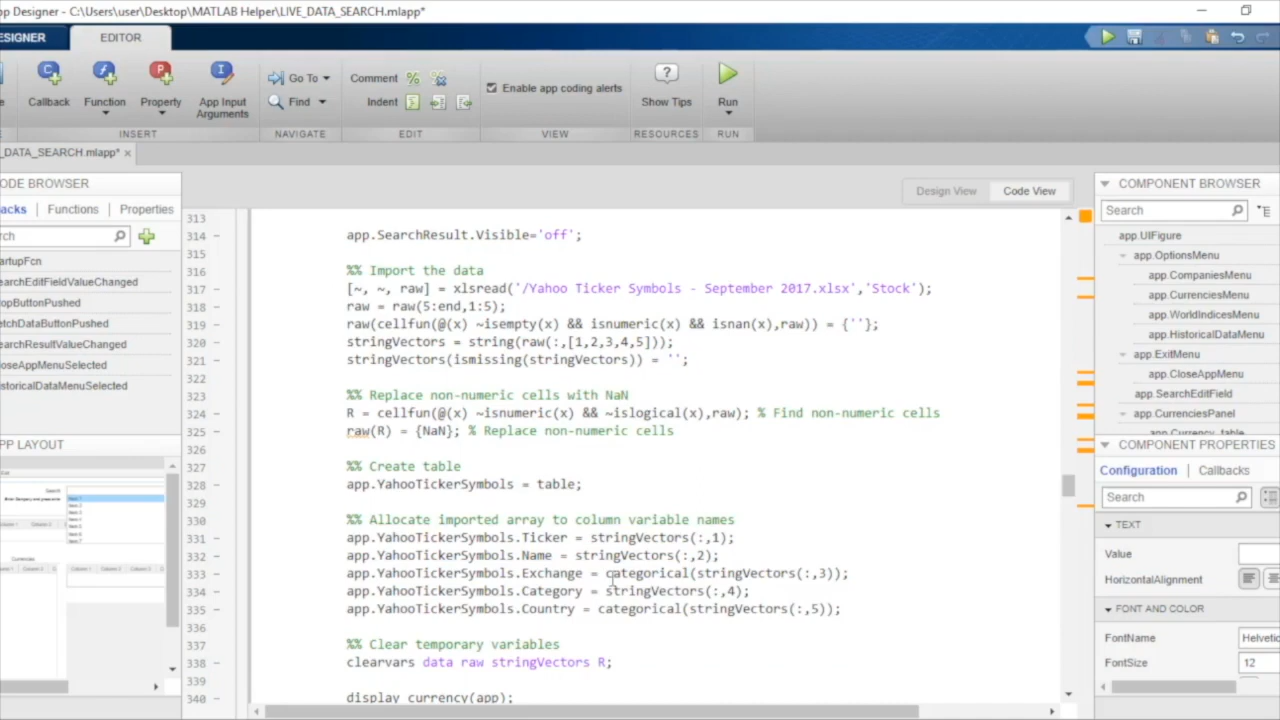 pp Designer - C:\Users\user\Desktop\MATLAB Helper\LIVE_DATA_SEARCH.mlapp*
ESIGNER
EDITOR
Callback
Function
Property
App Input
Arguments
INSERT
Go To
Find
NAVIGATE
Comment
Indent
EDIT
Enable app coding alerts
VIEW
Show Tips
RESOURCES
Run
RUN
_DATA_SEARCH.mlapp*
ODE BROWSER
acks
Functions
Properties
rch
artupFcn
earchEditFieldValueChanged
opButtonPushed
etchDataButtonPushed
earchResultValueChanged
loseAppMenuSelected
istoricalDataMenuSelected
PP LAYOUT
Design View
Code View
313
314 app.SearchResult.Visible='off';
315
316 %% Import the data
317 [~, ~, raw] = xlsread('/Yahoo Ticker Symbols - September 2017.xlsx','Stock');
318 raw = raw(5:end,1:5);
319 raw(cellfun(@(x) ~isempty(x) && isnumeric(x) && isnan(x),raw)) = {''};
320 stringVectors = string(raw(:,[1,2,3,4,5]));
321 stringVectors(ismissing(stringVectors)) = '';
322
323 %% Replace non-numeric cells with NaN
324 R = cellfun(@(x) ~isnumeric(x) && ~islogical(x),raw); % Find non-numeric cells
325 raw(R) = {NaN}; % Replace non-numeric cells
326
327 %% Create table
328 app.YahooTickerSymbols = table;
329
330 %% Allocate imported array to column variable names
331 app.YahooTickerSymbols.Ticker = stringVectors(:,1);
332 app.YahooTickerSymbols.Name = stringVectors(:,2);
333 app.YahooTickerSymbols.Exchange = categorical(stringVectors(:,3));
334 app.YahooTickerSymbols.Category = stringVectors(:,4);
335 app.YahooTickerSymbols.Country = categorical(stringVectors(:,5));
336
337 %% Clear temporary variables
338 clearvars data raw stringVectors R;
339
340 display_currency(app);
COMPONENT BROWSER
Search
app.UIFigure
app.OptionsMenu
app.CompaniesMenu
app.CurrenciesMenu
app.WorldIndicesMenu
app.HistoricalDataMenu
app.ExitMenu
app.CloseAppMenu
app.SearchEditField
app.CurrenciesPanel
app.Currency_table
COMPONENT PROPERTIES
Configuration
Callbacks
Search
TEXT
Value
HorizontalAlignment
FONT AND COLOR
FontName
Helvetic
FontSize
12